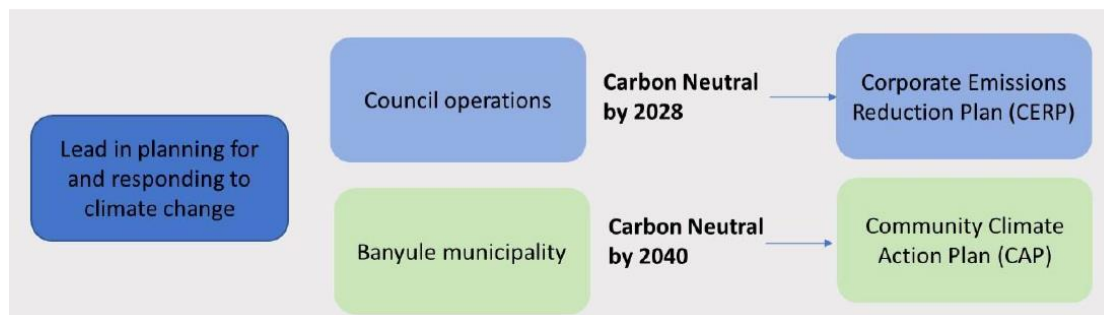 Lead in planning for
and responding to
climate change
Council operations
Carbon Neutral
by 2028
Corporate Emissions
Reduction Plan (CERP)
Banyule municipality
Carbon Neutral
by 2040
Community Climate
Action Plan (CAP)